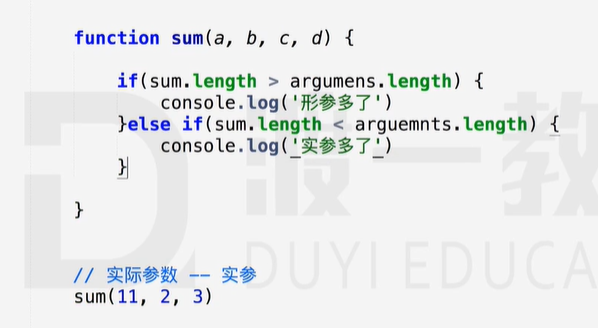 function sum(a, b, c, d) {
if(sum.length > argumens.length) {
console.log('形参多了')
}else if(sum.length < arguemnts.length) {
console.log('实参多了')
}
}
// 实际参数 -- 实参
sum(11, 2, 3)
渡一教
DUYI EDUCA